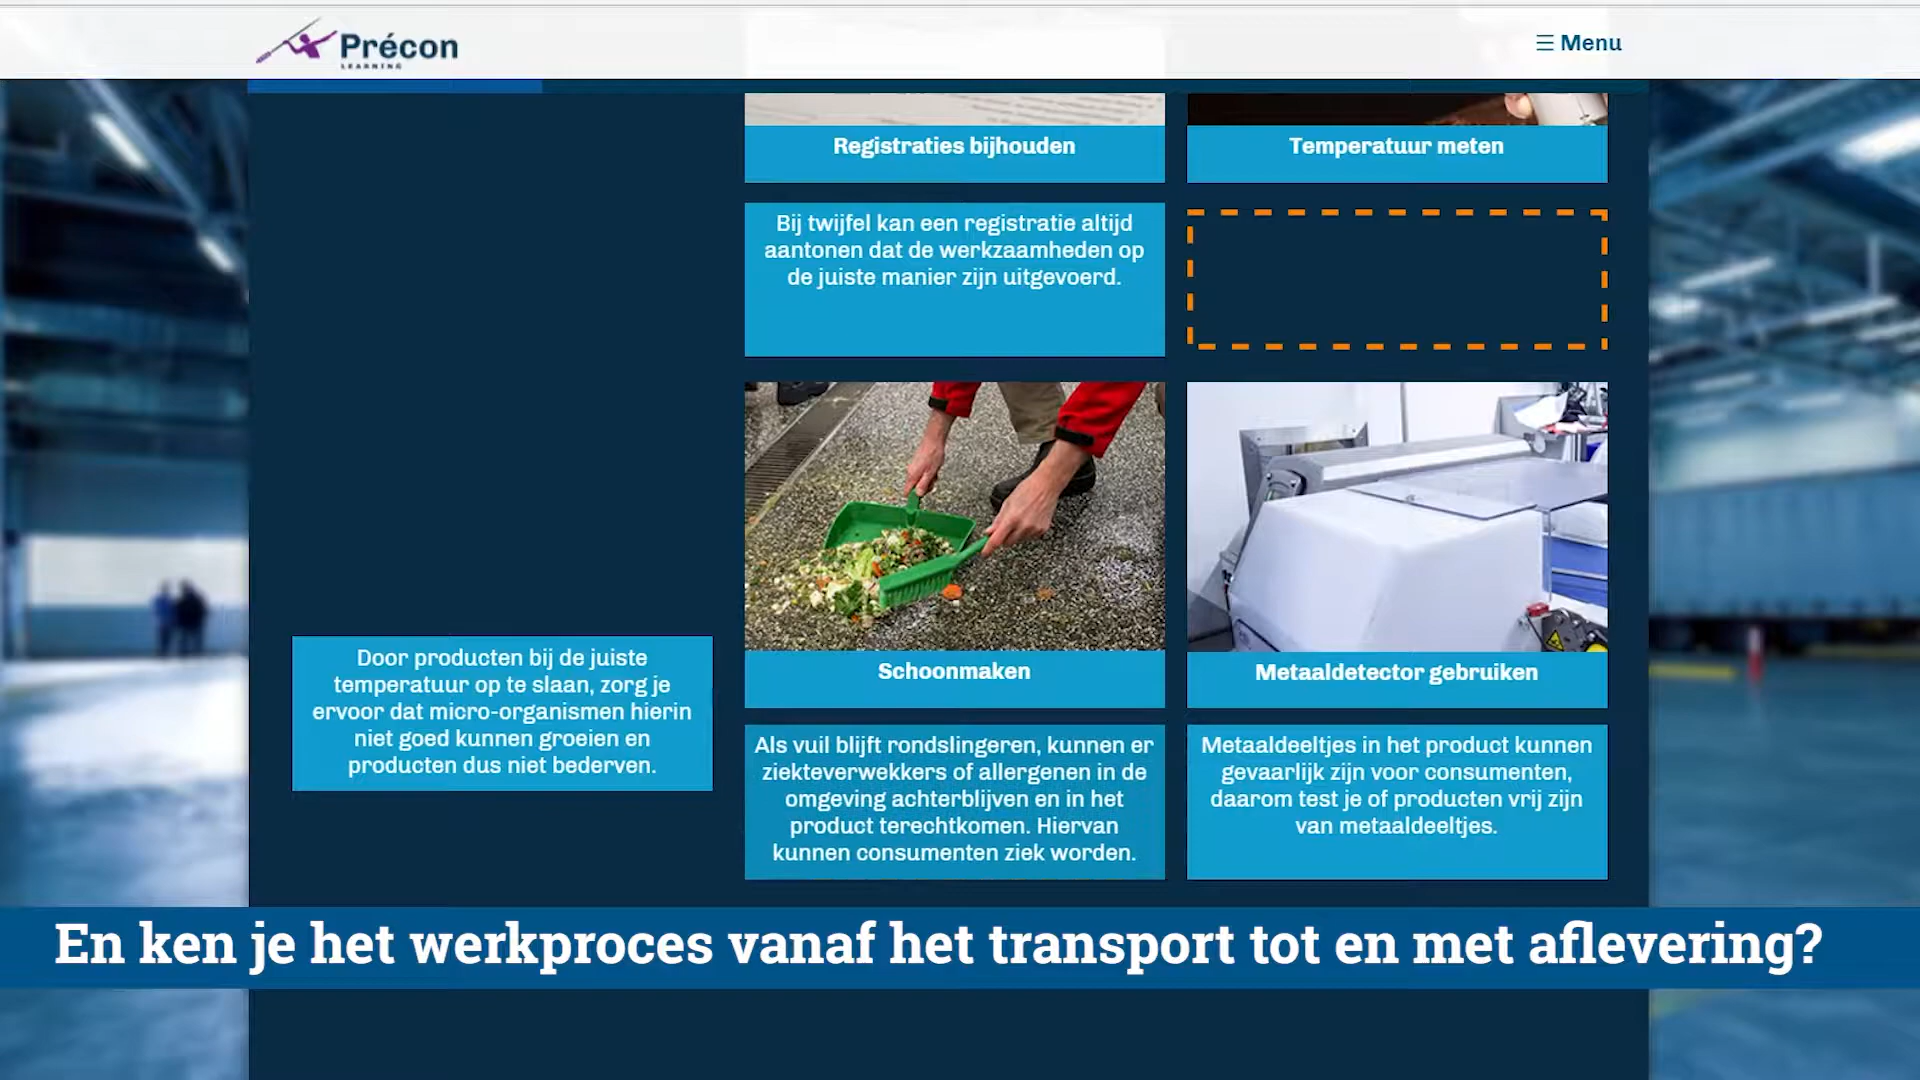 Précon
LEARNING
☰ Menu
Registraties bijhouden
Temperatuur meten
Bij twijfel kan een registratie altijd
aantonen dat de werkzaamheden op
de juiste manier zijn uitgevoerd.
Schoonmaken
Metaaldetector gebruiken
Door producten bij de juiste
temperatuur op te slaan, zorg je
ervoor dat micro-organismen hierin
niet goed kunnen groeien en
producten dus niet bederven.
Als vuil blijft rondslingeren, kunnen er
ziekteverwekkers of allergenen in de
omgeving achterblijven en in het
product terechtkomen. Hiervan
kunnen consumenten ziek worden.
Metaaldeeltjes in het product kunnen
gevaarlijk zijn voor consumenten,
daarom test je of producten vrij zijn
van metaaldeeltjes.
En ken je het werkproces vanaf het transport tot en met aflevering?